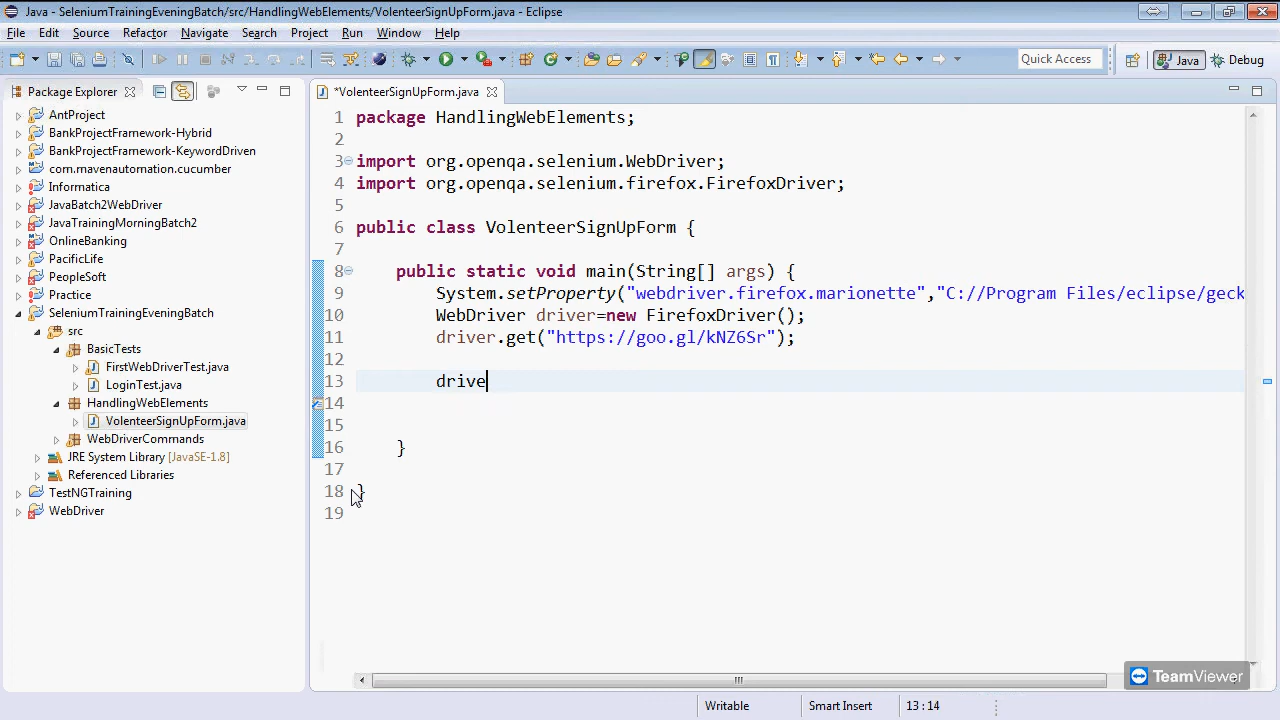 Java - SeleniumTrainingEveningBatch/src/HandlingWebElements/VolenteerSignUpForm.java - Eclipse
File Edit Source Refactor Navigate Search Project Run Window Help
Quick Access Java Debug
Package Explorer
AntProject
BankProjectFramework-Hybrid
BankProjectFramework-KeywordDriven
com.mavenautomation.cucumber
Informatica
JavaBatch2WebDriver
JavaTrainingMorningBatch2
OnlineBanking
PacificLife
PeopleSoft
Practice
SeleniumTrainingEveningBatch
src
BasicTests
FirstWebDriverTest.java
LoginTest.java
HandlingWebElements
VolenteerSignUpForm.java
WebDriverCommands
JRE System Library [JavaSE-1.8]
Referenced Libraries
TestNGTraining
WebDriver
*VolenteerSignUpForm.java
1 package HandlingWebElements;
2
3 import org.openqa.selenium.WebDriver;
4 import org.openqa.selenium.firefox.FirefoxDriver;
5
6 public class VolenteerSignUpForm {
7
8 public static void main(String[] args) {
9 System.setProperty("webdriver.firefox.marionette","C://Program Files/eclipse/geck
10 WebDriver driver=new FirefoxDriver();
11 driver.get("https://goo.gl/kNZ6Sr");
12
13 drive
14
15
16 }
17
18 }
19
TeamViewer
Writable Smart Insert 13:14